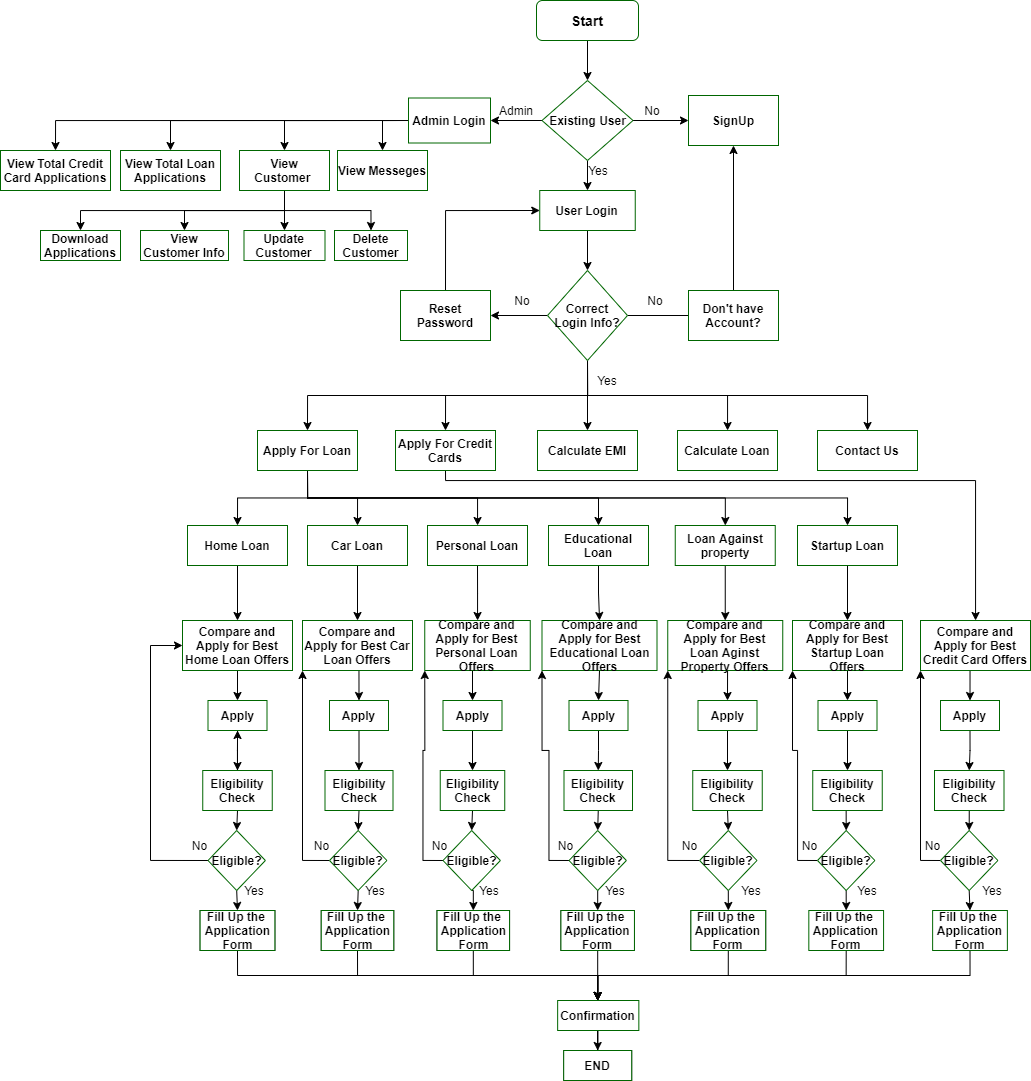 Start
Admin Login
Admin
Existing User
No
SignUp
View Total Credit
Card Applications
View Total Loan
Applications
View
Customer
View Messeges
Yes
User Login
Download
Applications
View
Customer Info
Update
Customer
Delete
Customer
Reset
Password
No
Correct
Login Info?
No
Don't have
Account?
Yes
Apply For Loan
Apply For Credit
Cards
Calculate EMI
Calculate Loan
Contact Us
Home Loan
Car Loan
Personal Loan
Educational
Loan
Loan Against
property
Startup Loan
Compare and
Apply for Best
Home Loan Offers
Compare and
Apply for Best Car
Loan Offers
Compare and
Apply for Best
Personal Loan
Offers
Compare and
Apply for Best
Educational Loan
Offers
Compare and
Apply for Best
Loan Aginst
Property Offers
Compare and
Apply for Best
Startup Loan
Offers
Compare and
Apply for Best
Credit Card Offers
Apply
Apply
Apply
Apply
Apply
Apply
Apply
Eligibility
Check
Eligibility
Check
Eligibility
Check
Eligibility
Check
Eligibility
Check
Eligibility
Check
Eligibility
Check
No
Eligible?
No
Eligible?
No
Eligible?
No
Eligible?
No
Eligible?
No
Eligible?
No
Eligible?
Yes
Yes
Yes
Yes
Yes
Yes
Yes
Fill Up the
Application
Form
Fill Up the
Application
Form
Fill Up the
Application
Form
Fill Up the
Application
Form
Fill Up the
Application
Form
Fill Up the
Application
Form
Fill Up the
Application
Form
Confirmation
END